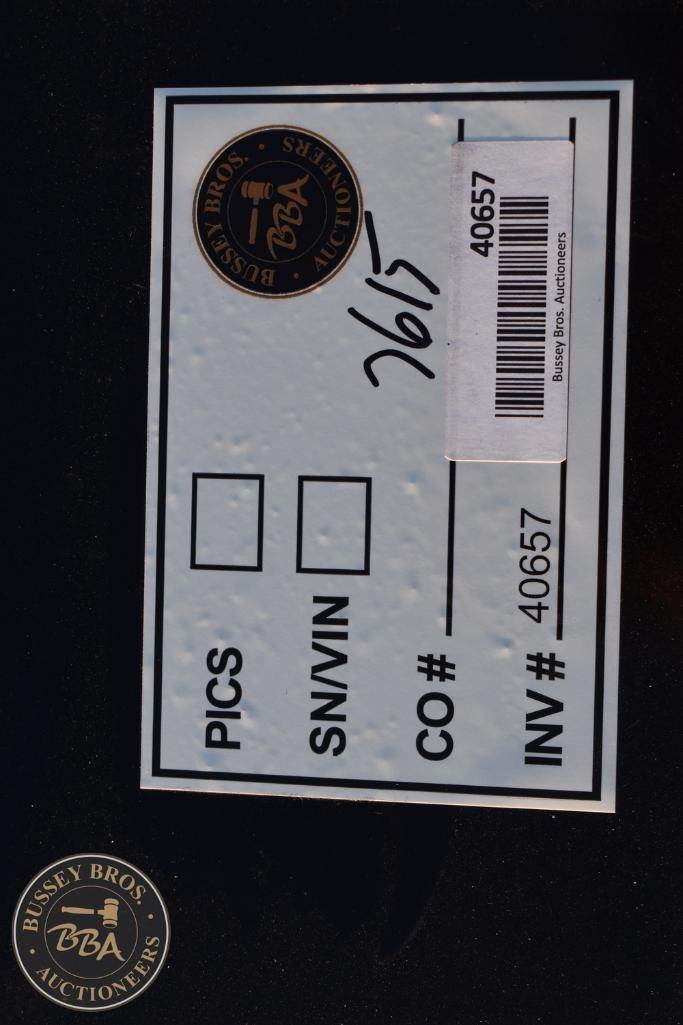 BUSSEY BROS. • AUCTIONEERS •
BBA
PICS
SN/VIN
CO #
INV # 40657
40657
Bussey Bros. Auctioneers
BUSSEY BROS. • AUCTIONEERS •
BBA